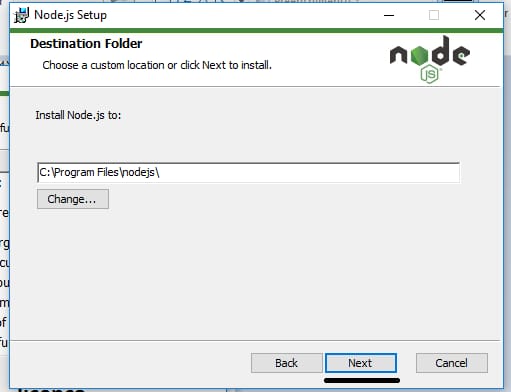 Node.js Setup
Destination Folder
Choose a custom location or click Next to install.
node
JS
Install Node.js to:
C:\Program Files\nodejs\
Change...
Back
Next
Cancel